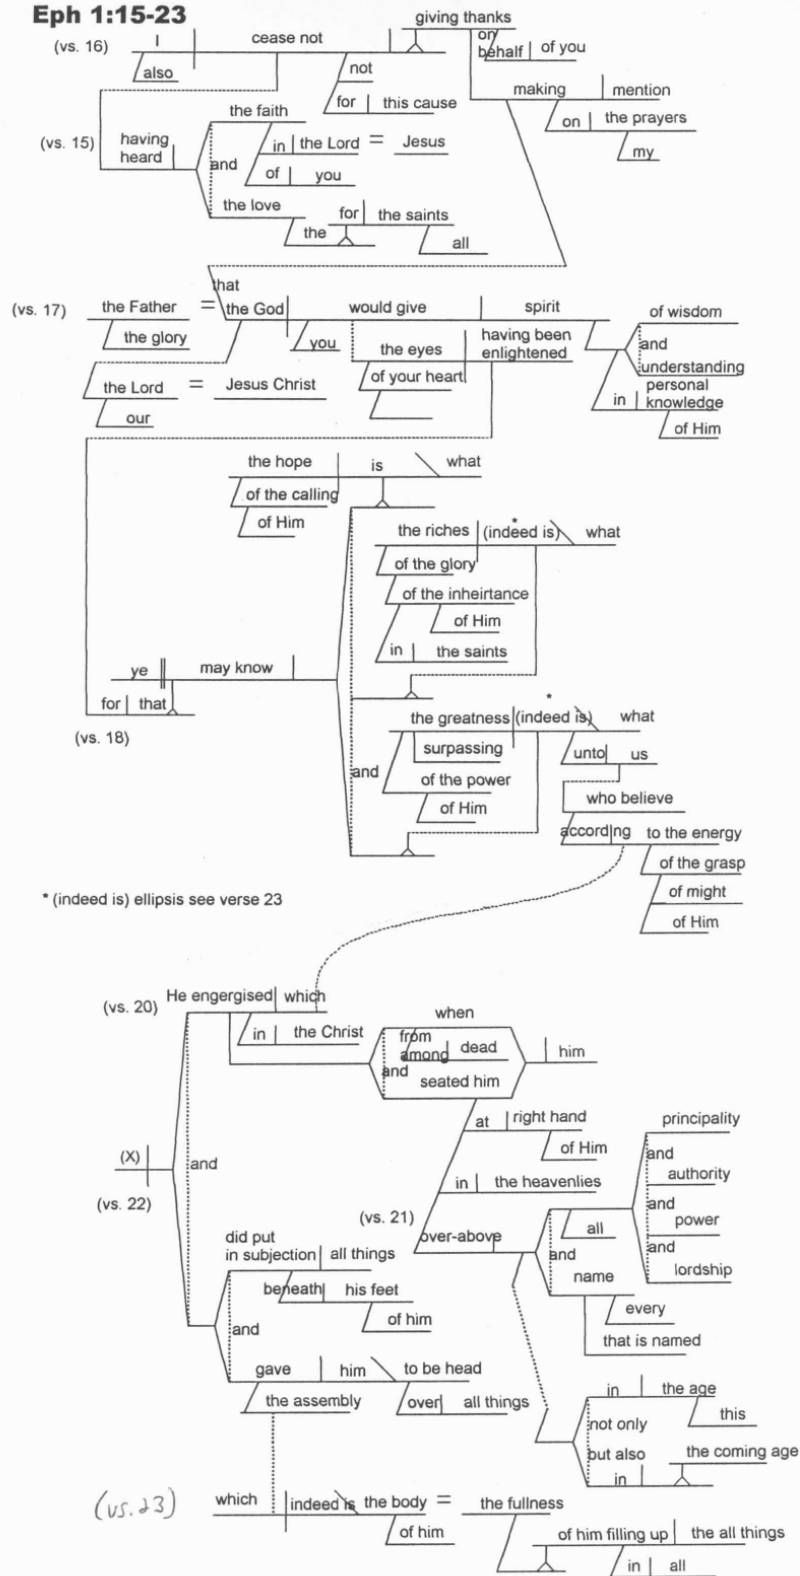 Eph 1:15-23
giving thanks
(vs. 16) I cease not on behalf of you
also not making mention
for this cause on the prayers
the faith my
(vs. 15) having heard in the Lord = Jesus
and
of you
the love for the saints
the all
that
(vs. 17) the Father = the God would give spirit of wisdom
the glory you the eyes having been enlightened and
understanding
the Lord = Jesus Christ of your heart in personal knowledge
our of Him
the hope is what
of the calling
of Him the riches (indeed is)* what
of the glory
of the inheirtance
of Him
in the saints
ye may know
for that
(vs. 18) the greatness (indeed is)* what
surpassing unto us
and of the power
of Him who believe
according to the energy
of the grasp
* (indeed is) ellipsis see verse 23 of might
of Him
(vs. 20) He engergised which
in the Christ when
from among dead him
and
seated him
at right hand principality
(X) and of Him and
in the heavenlies authority
(vs. 22) and
(vs. 21) power
over-above all and
did put in subjection all things and lordship
beneath his feet name
of him every
and that is named
gave him to be head
the assembly over all things in the age
not only this
but also the coming age
in
(vs. 23) which indeed is the body = the fullness
of him of him filling up the all things
in all